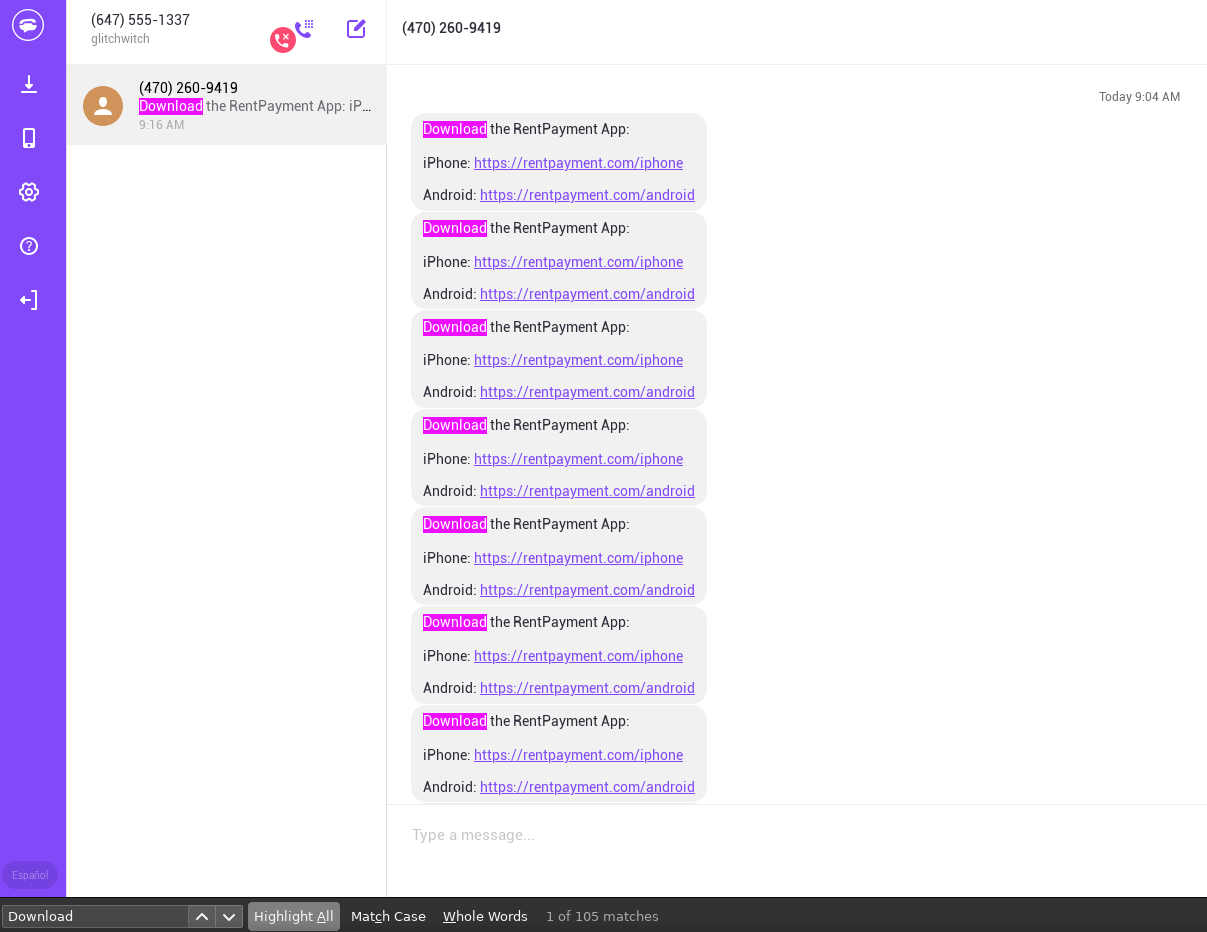 (647) 555-1337
glitchwitch
(470) 260-9419
(470) 260-9419
Download the RentPayment App: iP...
9:16 AM
Today 9:04 AM
Download the RentPayment App:
iPhone: https://rentpayment.com/iphone
Android: https://rentpayment.com/android
Download the RentPayment App:
iPhone: https://rentpayment.com/iphone
Android: https://rentpayment.com/android
Download the RentPayment App:
iPhone: https://rentpayment.com/iphone
Android: https://rentpayment.com/android
Download the RentPayment App:
iPhone: https://rentpayment.com/iphone
Android: https://rentpayment.com/android
Download the RentPayment App:
iPhone: https://rentpayment.com/iphone
Android: https://rentpayment.com/android
Download the RentPayment App:
iPhone: https://rentpayment.com/iphone
Android: https://rentpayment.com/android
Download the RentPayment App:
iPhone: https://rentpayment.com/iphone
Android: https://rentpayment.com/android
Type a message...
Español
Download Highlight All Match Case Whole Words 1 of 105 matches